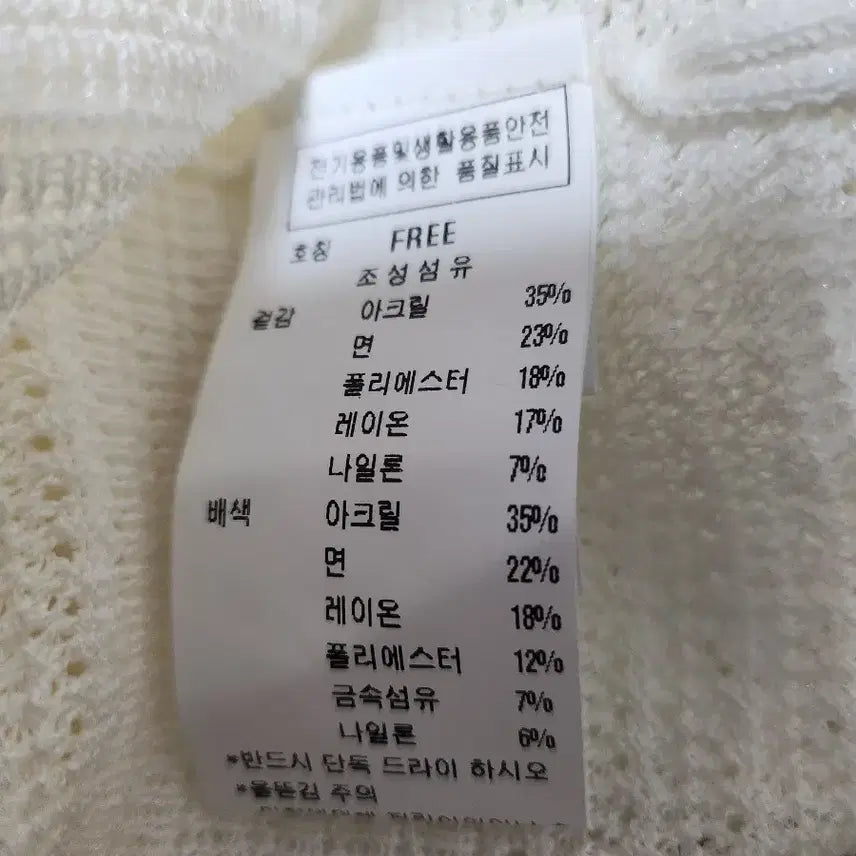 전기용품및생활용품안전
관리법에 의한 품질표시
호칭 FREE
조성섬유
겉감 아크릴 35%
면 23%
폴리에스터 18%
레이온 17%
나일론 7%
배색 아크릴 35%
면 22%
레이온 18%
폴리에스터 12%
금속섬유 7%
나일론 6%
*반드시 단독 드라이 하시오
*올뜯김 주의